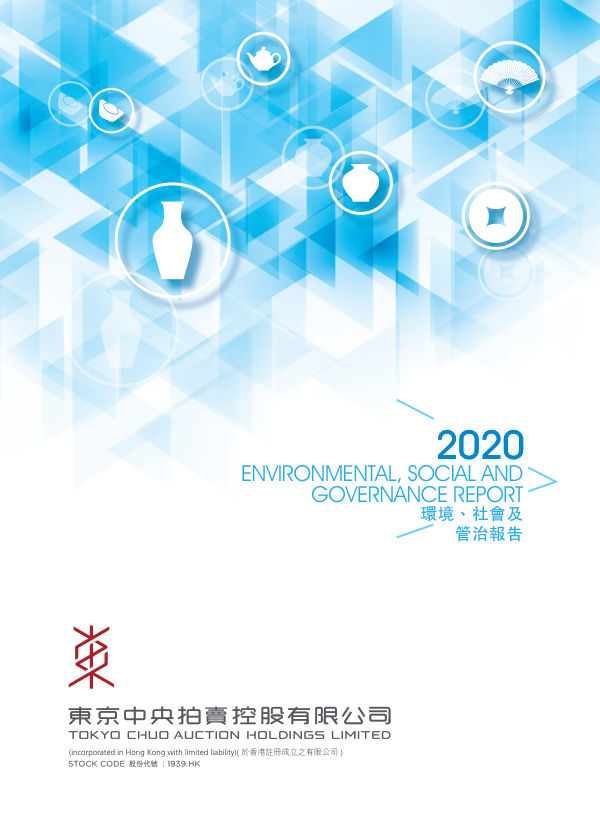 2020
ENVIRONMENTAL, SOCIAL AND
GOVERNANCE REPORT
環境、社會及
管治報告
東京中央拍賣控股有限公司
TOKYO CHUO AUCTION HOLDINGS LIMITED
(incorporated in Hong Kong with limited liability)(於香港註冊成立之有限公司)
STOCK CODE 股份代號 : 1939.HK